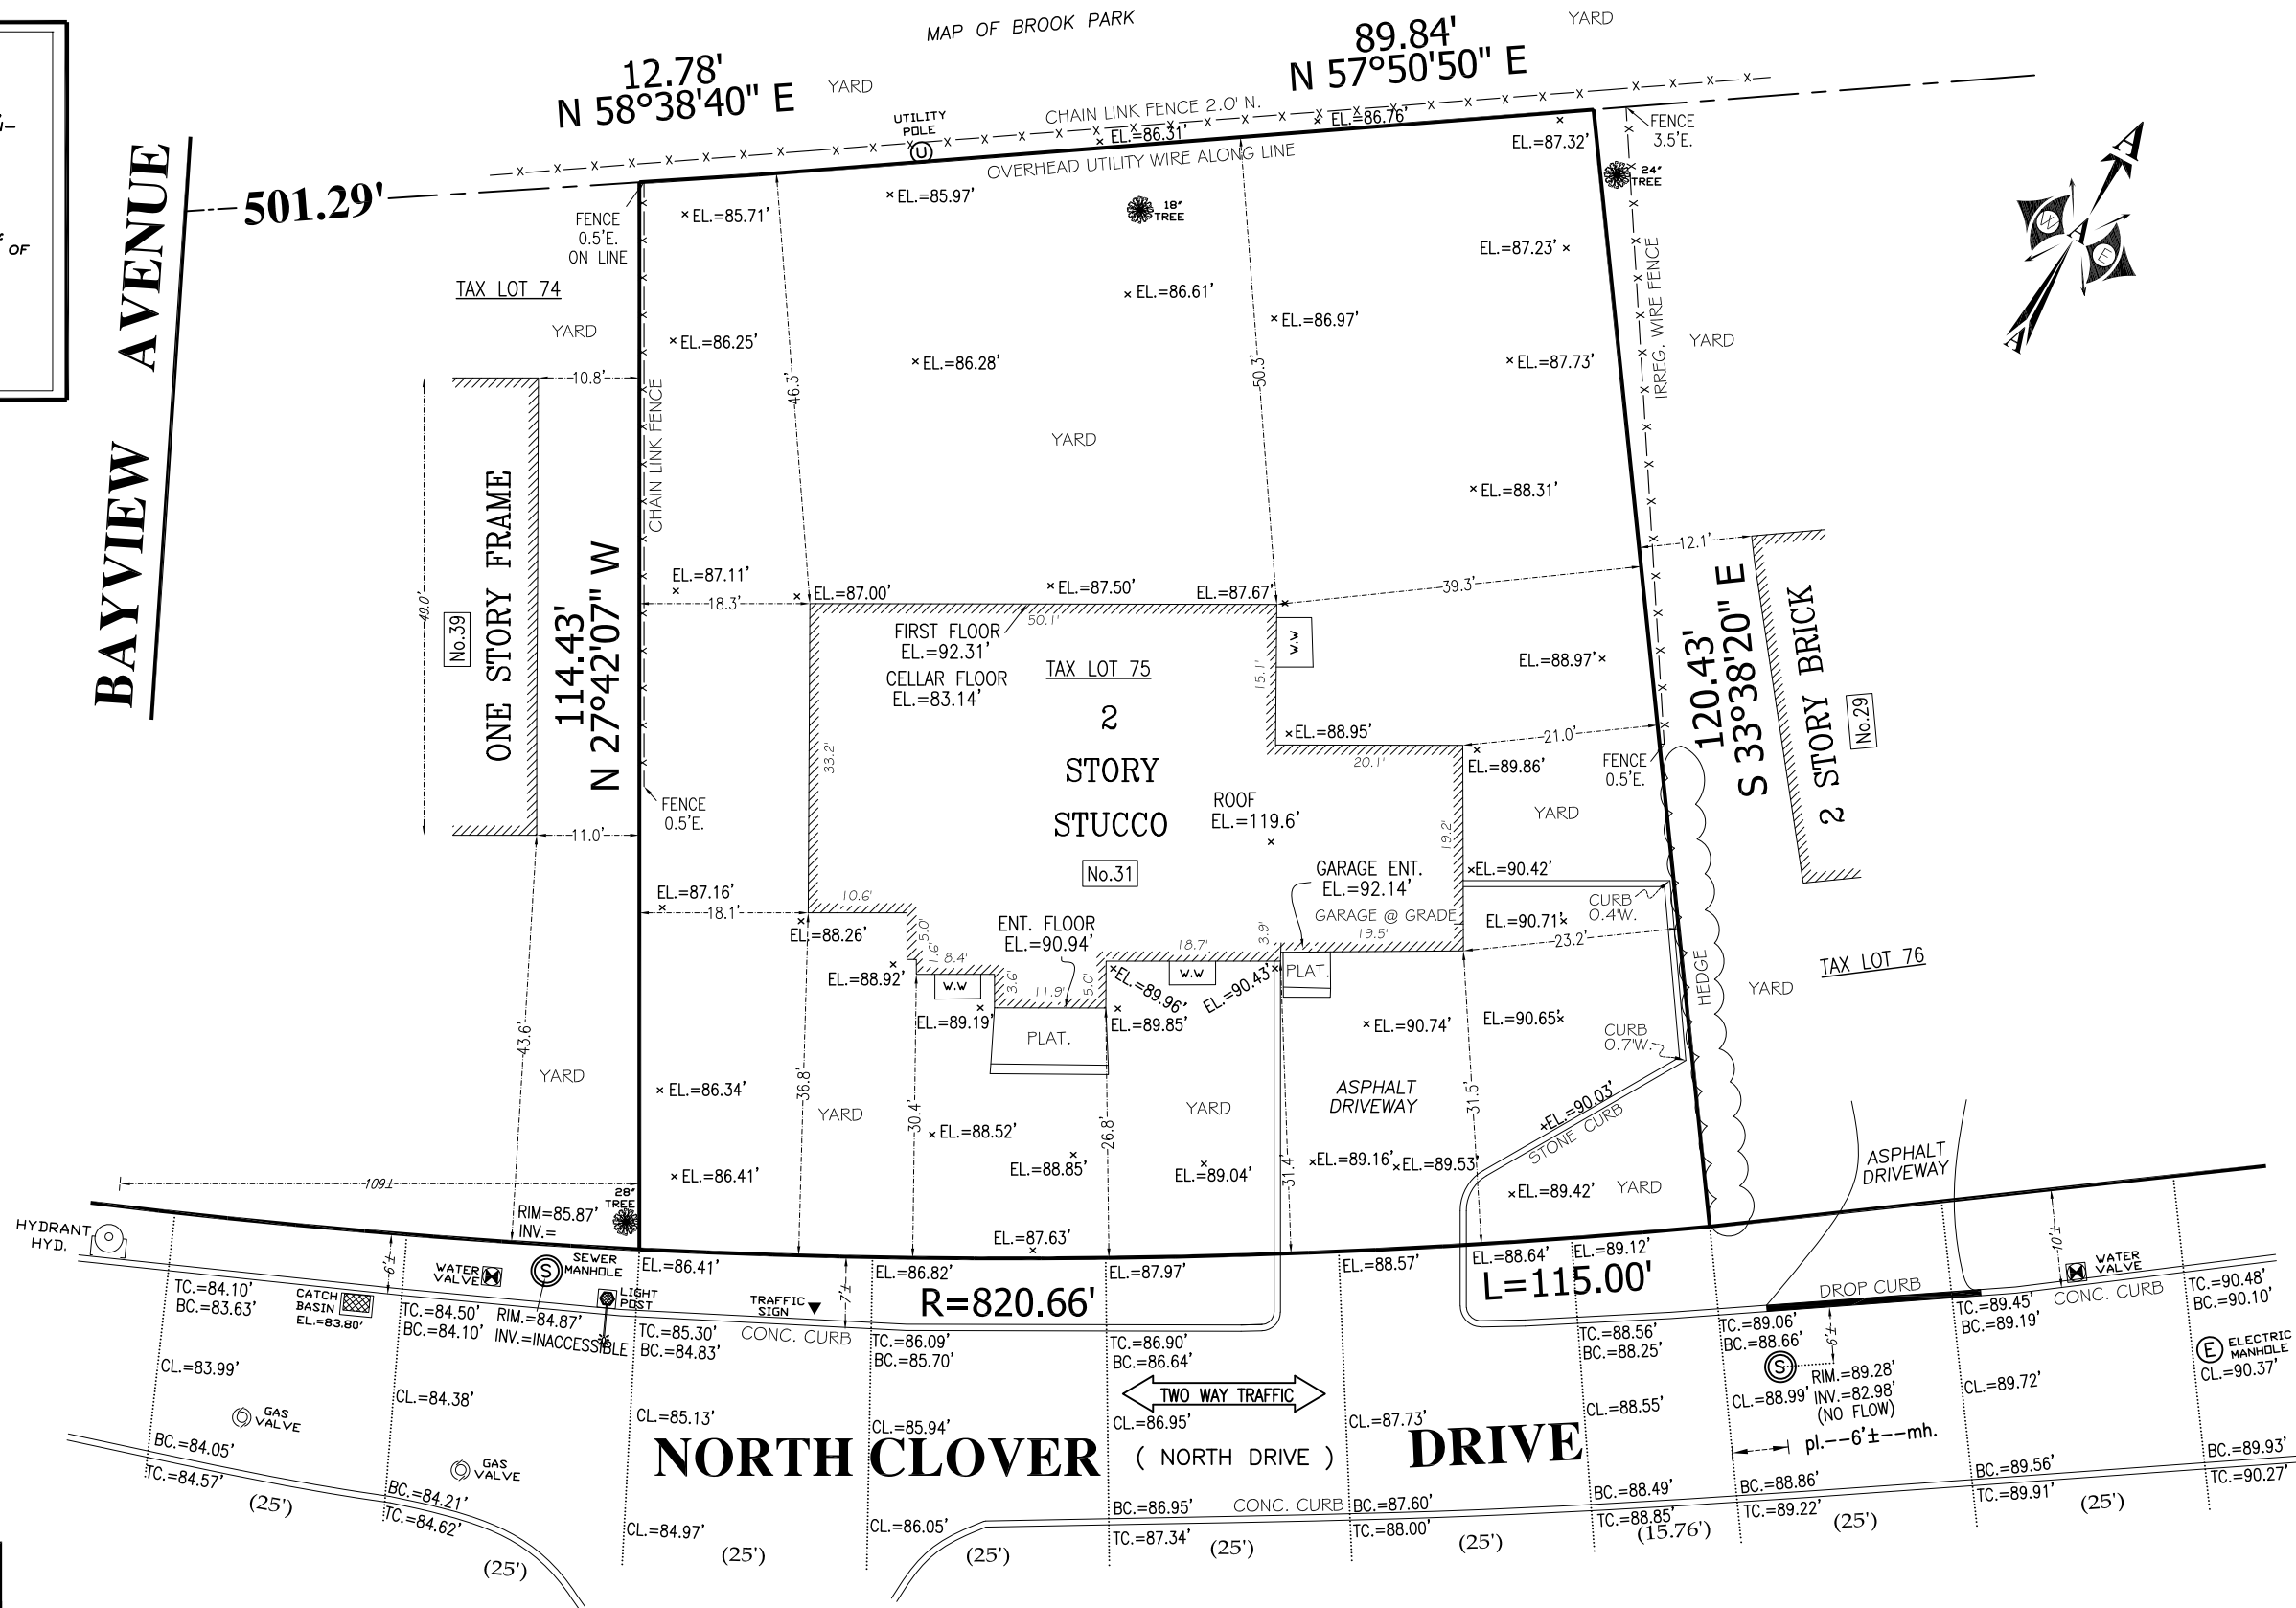 MAP OF BROOK PARK
YARD
12.78'
N 58°38'40" E
YARD
89.84'
N 57°50'50" E
CHAIN LINK FENCE 2.0' N.
UTILITY
POLE
U
EL.=86.31'
EL.=86.76'
EL.=87.32'
FENCE
3.5'E.
OVERHEAD UTILITY WIRE ALONG LINE
24"
TREE
OF
BAYVIEW AVENUE
501.29'
FENCE
0.5'E.
ON LINE
EL.=85.71'
EL.=85.97'
18"
TREE
EL.=87.23'
A
W
A
E
A
TAX LOT 74
YARD
EL.=86.61'
EL.=86.97'
IRREG. WIRE FENCE
YARD
EL.=86.25'
EL.=86.28'
EL.=87.73'
10.8'
46.3'
50.3'
CHAIN LINK FENCE
YARD
EL.=88.31'
12.1'
49.0'
No.39
ONE STORY FRAME
114.43'
N 27°42'07" W
EL.=87.11'
18.3'
EL.=87.00'
EL.=87.50'
EL.=87.67'
39.3'
50.1'
FIRST FLOOR
EL.=92.31'
CELLAR FLOOR
EL.=83.14'
TAX LOT 75
2
STORY
STUCCO
No.31
W.W
15.1'
33.2'
EL.=88.97'
120.43'
S 33°38'20" E
2 STORY BRICK
No.29
EL.=88.95'
21.0'
20.1'
EL.=89.86'
FENCE
0.5'E.
ROOF
EL.=119.6'
19.2'
YARD
FENCE
0.5'E.
11.0'
GARAGE ENT.
EL.=92.14'
EL.=90.42'
CURB
0.4'W.
EL.=87.16'
18.1'
10.6'
EL.=88.26'
5.0'
1.6'
8.4'
ENT. FLOOR
EL.=90.94'
GARAGE @ GRADE
EL.=90.71'
23.2'
18.7'
3.9'
19.5'
TAX LOT 76
HEDGE
YARD
EL.=88.92'
W.W
3.6'
11.9'
5.0'
W.W
PLAT.
EL.=89.96'
EL.=90.43'
EL.=89.19'
EL.=89.85'
EL.=90.74'
EL.=90.65'
CURB
0.7'W.
PLAT.
43.6'
YARD
EL.=86.34'
36.8'
YARD
30.4'
EL.=88.52'
26.8'
YARD
ASPHALT
DRIVEWAY
31.5'
EL.=90.03'
STONE CURB
EL.=88.85'
EL.=89.04'
31.4'
EL.=89.16'
EL.=89.53'
EL.=89.42'
YARD
ASPHALT
DRIVEWAY
109±
EL.=86.41'
28"
TREE
RIM=85.87'
INV.=
HYDRANT
HYD.
EL.=87.63'
6'±
WATER
VALVE
S
SEWER
MANHOLE
EL.=86.41'
7'±
EL.=86.82'
EL.=87.97'
EL.=88.57'
EL.=88.64'
EL.=89.12'
R=820.66'
L=115.00'
10'±
WATER
VALVE
DROP CURB
CONC. CURB
TC.=84.10'
BC.=83.63'
CATCH
BASIN
EL.=83.80'
TC.=84.50'
BC.=84.10'
RIM.=84.87'
INV.=INACCESSIBLE
LIGHT
POST
TRAFFIC
SIGN
CONC. CURB
TC.=85.30'
BC.=84.83'
TC.=86.09'
BC.=85.70'
TC.=86.90'
BC.=86.64'
TC.=88.56'
BC.=88.25'
TC.=89.06'
BC.=88.66'
TC.=89.45'
BC.=89.19'
TC.=90.48'
BC.=90.10'
E
ELECTRIC
MANHOLE
S
RIM.=89.28'
INV.=82.98'
(NO FLOW)
CL.=83.99'
CL.=84.38'
CL.=85.13'
CL.=85.94'
CL.=86.95'
CL.=87.73'
CL.=88.55'
CL.=88.99'
CL.=89.72'
CL.=90.37'
TWO WAY TRAFFIC
GAS
VALVE
NORTH CLOVER ( NORTH DRIVE ) DRIVE
pl.--6'±--mh.
GAS
VALVE
BC.=84.05'
TC.=84.57'
BC.=84.21'
TC.=84.62'
CL.=84.97'
CL.=86.05'
BC.=86.95'
CONC. CURB
TC.=87.34'
BC.=87.60'
TC.=88.00'
BC.=88.49'
TC.=88.85'
BC.=88.86'
TC.=89.22'
BC.=89.56'
TC.=89.91'
BC.=89.93'
TC.=90.27'
(25')
(25')
(25')
(25')
(25')
(25')
(15.76')
(25')
(25')